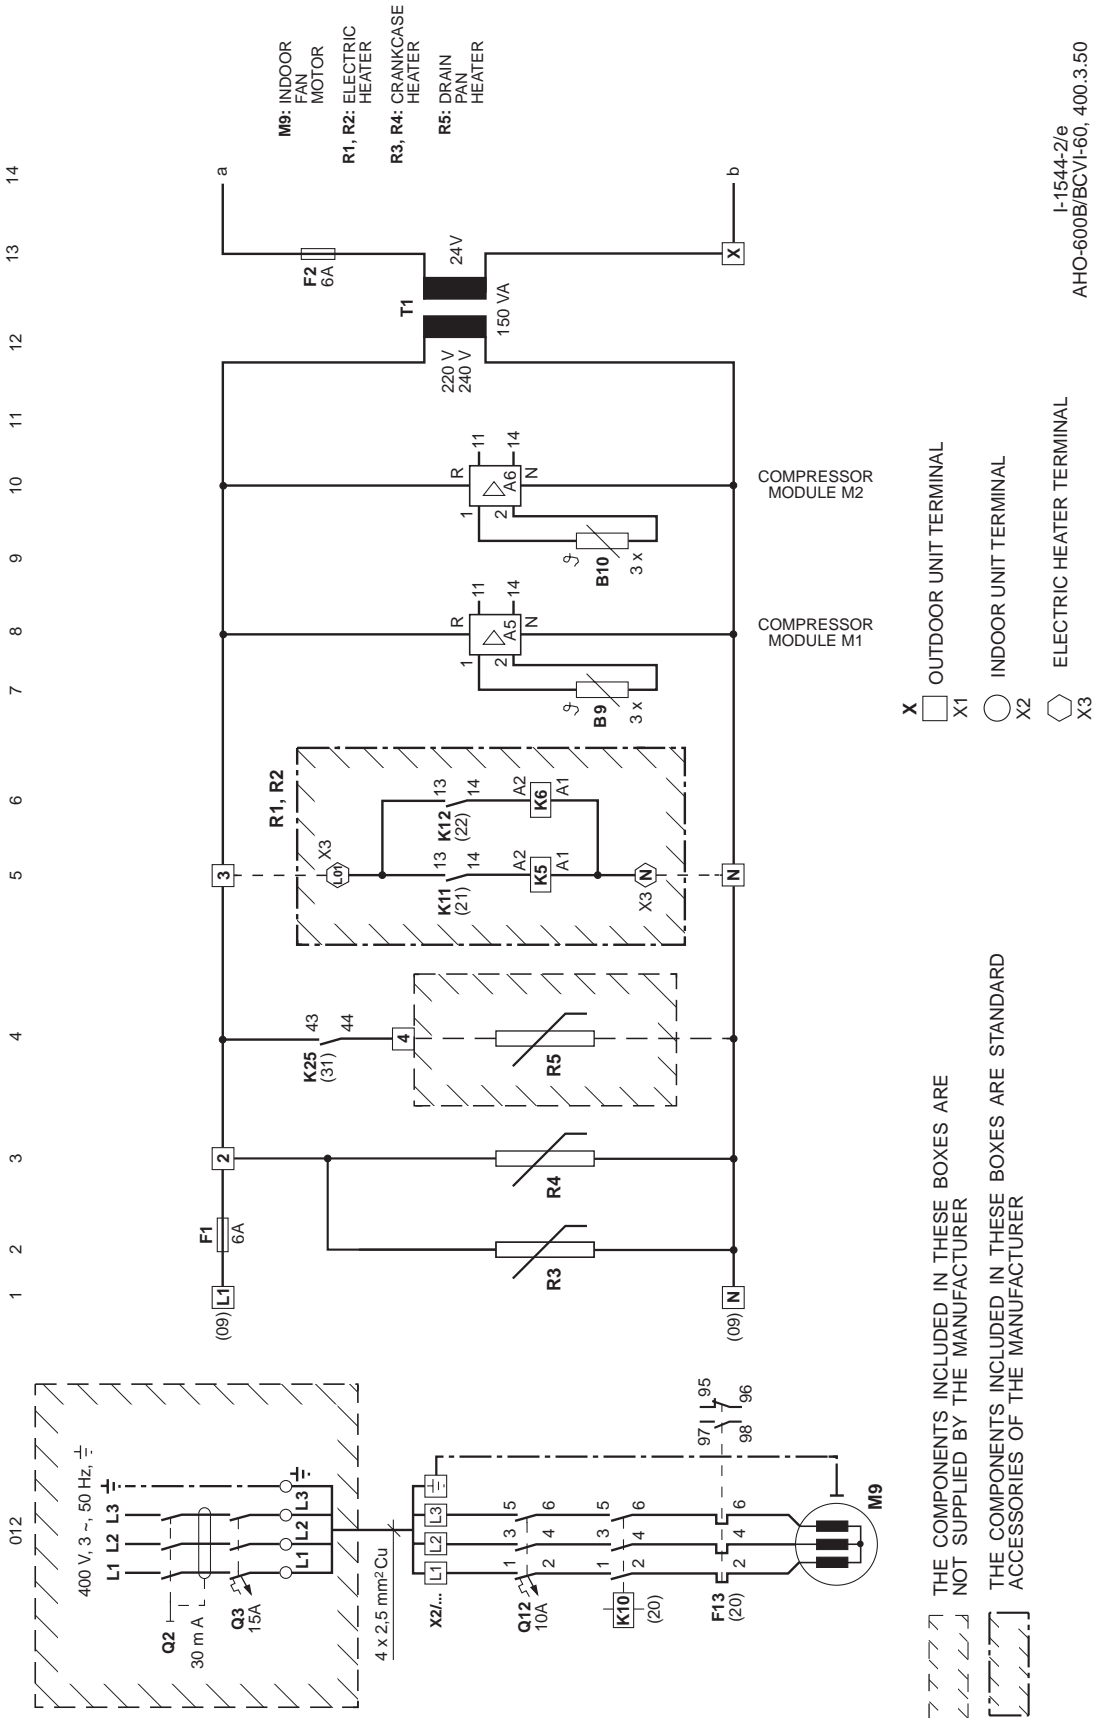 012
1
2
3
4
5
6
7
8
9
10
11
12
13
14
400 V, 3 ~, 50 Hz,
L1 L2 L3
Q2
30 m A
Q3
15A
L1 L2 L3
4 x 2,5 mm² Cu
X2/...
L1 L2 L3
Q12
10A
1 3 5
2 4 6
K10
(20)
1 3 5
2 4 6
F13
(20)
2 4 6
97 95
98 96
M9
(09) L1
F1
6A
2
3
(09) N
N
R3
R4
K25
(31)
43
44
4
R5
R1, R2
X3
L01
K11
(21)
13
14
K12
(22)
13
14
A2
K5
A1
A2
K6
A1
X3
N
B9
3 x
1
2
R
A5
N
11
14
COMPRESSOR
MODULE M1
B10
3 x
1
2
R
A6
N
11
14
COMPRESSOR
MODULE M2
T1
220 V
240 V
24V
150 VA
F2
6A
X
a
b
M9: INDOOR
FAN
MOTOR
R1, R2: ELECTRIC
HEATER
R3, R4: CRANKCASE
HEATER
R5: DRAIN
PAN
HEATER
THE COMPONENTS INCLUDED IN THESE BOXES ARE
NOT SUPPLIED BY THE MANUFACTURER
THE COMPONENTS INCLUDED IN THESE BOXES ARE STANDARD
ACCESSORIES OF THE MANUFACTURER
X
X1
OUTDOOR UNIT TERMINAL
X2
INDOOR UNIT TERMINAL
X3
ELECTRIC HEATER TERMINAL
I-1544-2/e
AHO-600B/BCVI-60, 400.3.50